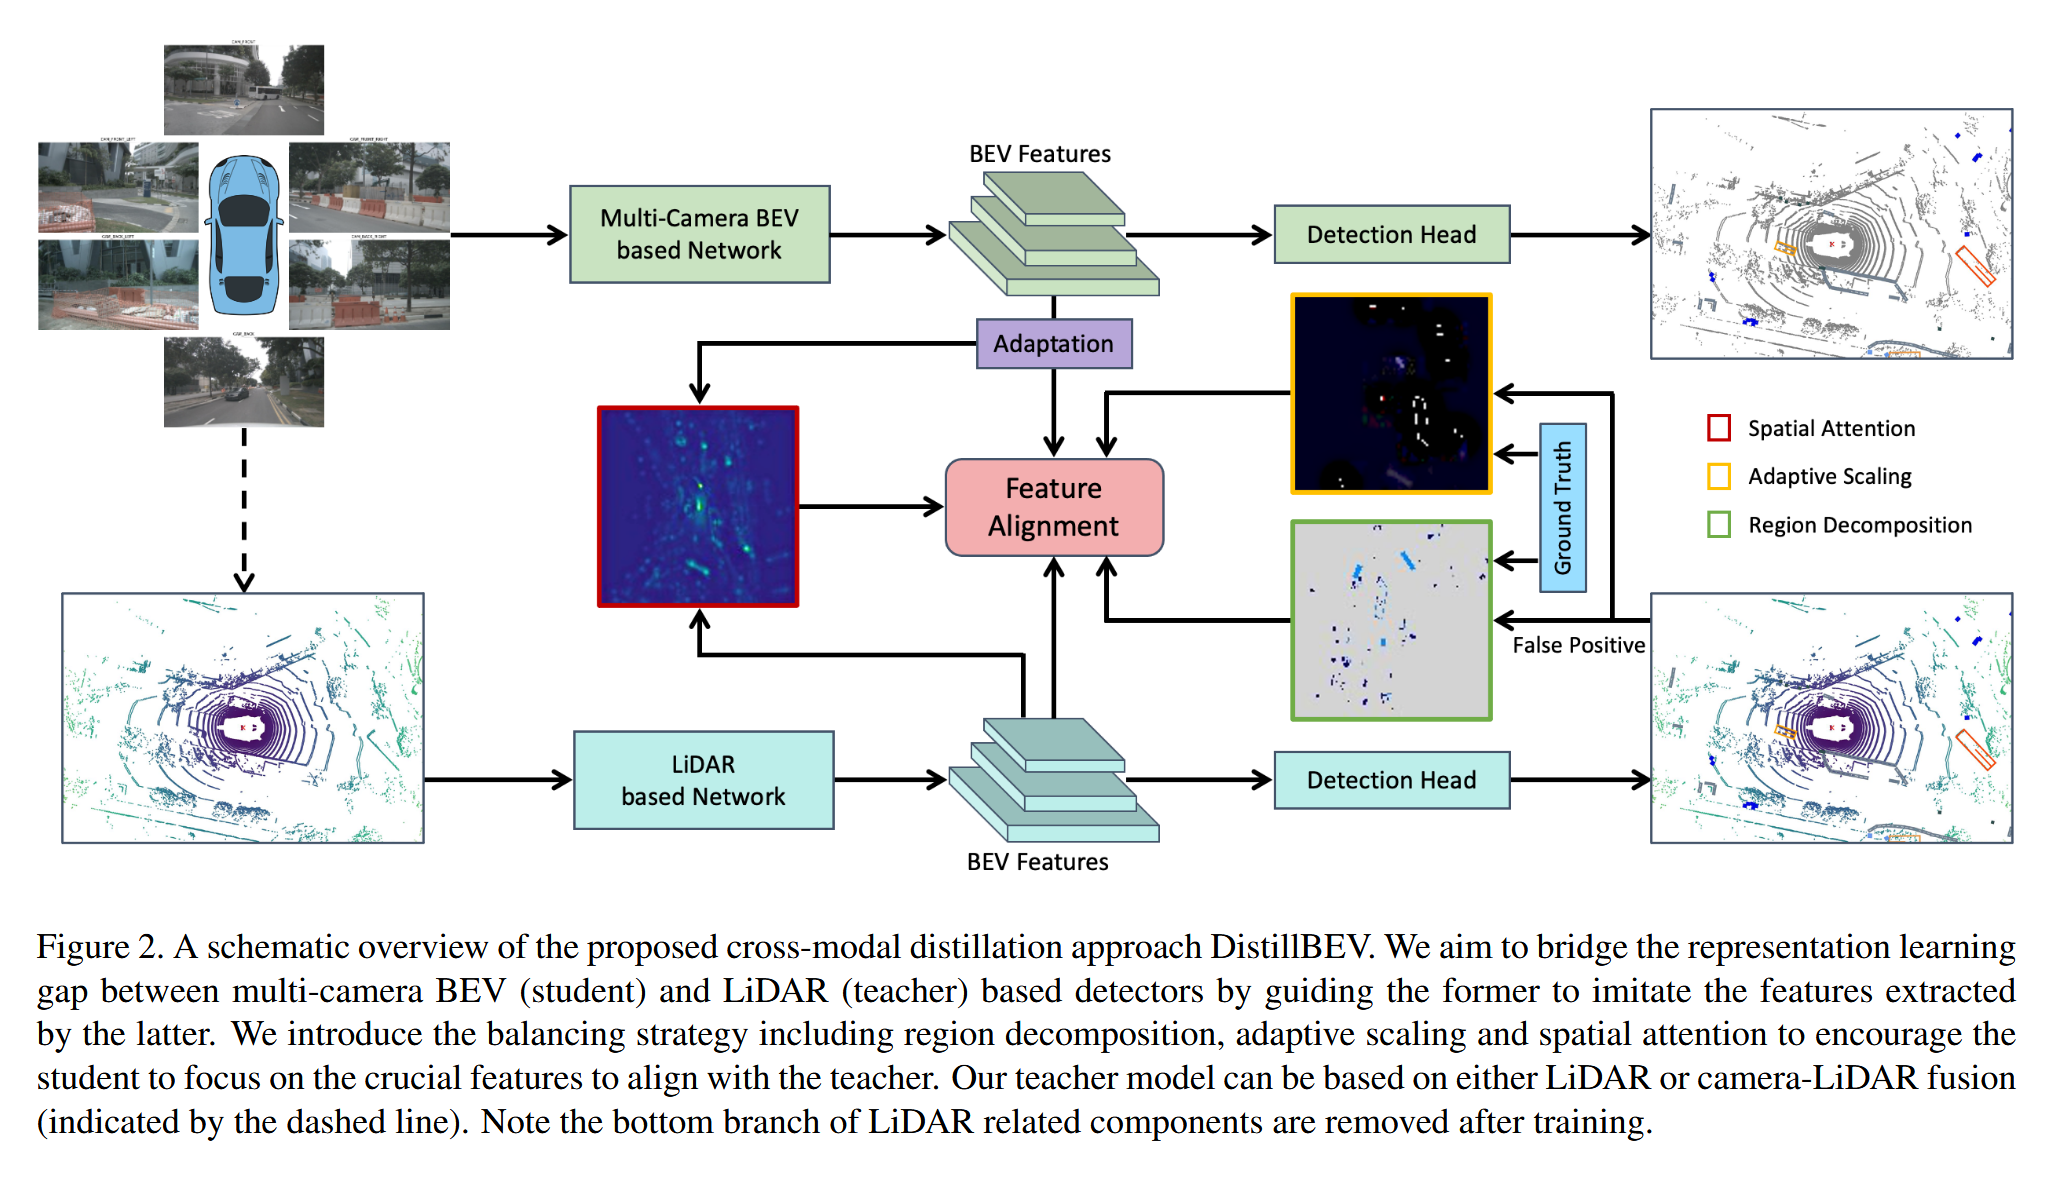 CAM_FRONT
CAM_FRONT_LEFT
CAM_FRONT_RIGHT
CAM_BACK_LEFT
CAM_BACK_RIGHT
CAM_BACK
Multi-Camera BEV
based Network
BEV Features
Detection Head
Adaptation
Feature
Alignment
Ground Truth
Spatial Attention
Adaptive Scaling
Region Decomposition
False Positive
LiDAR
based Network
BEV Features
Detection Head
Figure 2. A schematic overview of the proposed cross-modal distillation approach DistillBEV. We aim to bridge the representation learning
gap between multi-camera BEV (student) and LiDAR (teacher) based detectors by guiding the former to imitate the features extracted
by the latter. We introduce the balancing strategy including region decomposition, adaptive scaling and spatial attention to encourage the
student to focus on the crucial features to align with the teacher. Our teacher model can be based on either LiDAR or camera-LiDAR fusion
(indicated by the dashed line). Note the bottom branch of LiDAR related components are removed after training.